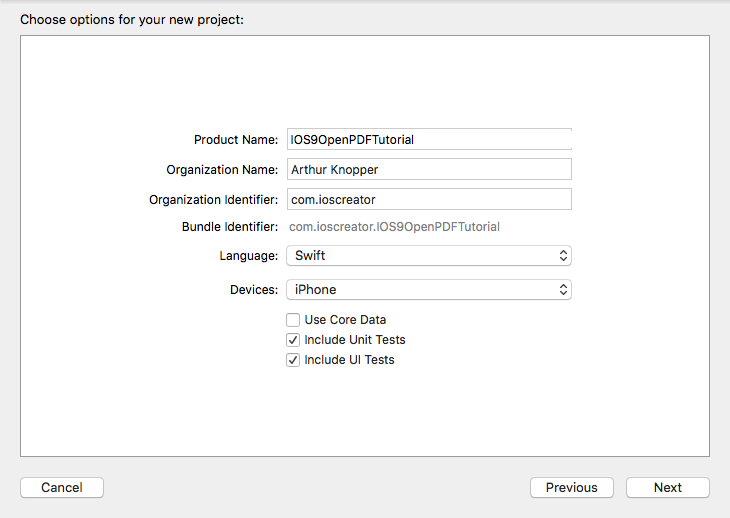 Choose options for your new project:
Product Name: IOS9OpenPDFTutorial
Organization Name: Arthur Knopper
Organization Identifier: com.ioscreator
Bundle Identifier: com.ioscreator.IOS9OpenPDFTutorial
Language: Swift
Devices: iPhone
Use Core Data
Include Unit Tests
Include UI Tests
Cancel Previous Next